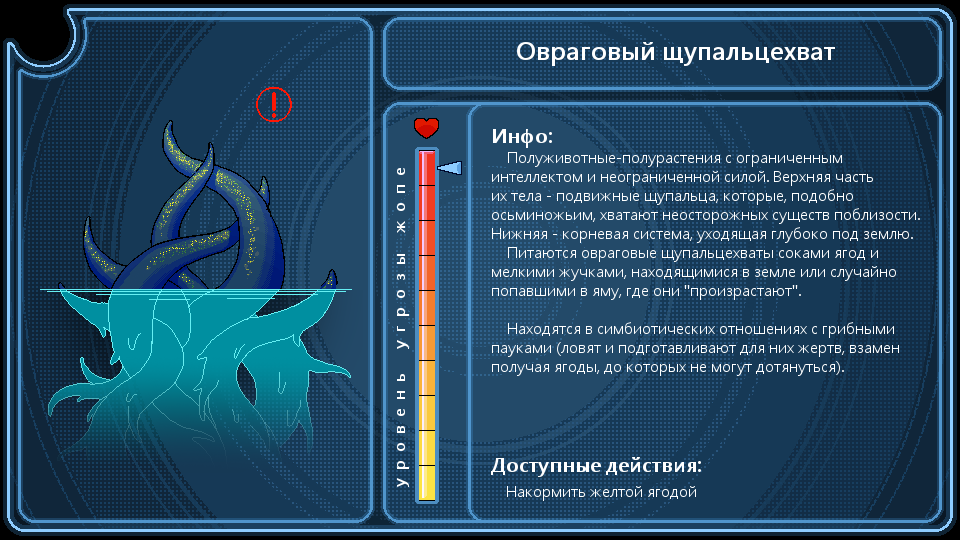 Овраговый щупальцехват
Инфо:
Полуживотные-полурастения с ограниченным
интеллектом и неограниченной силой. Верхняя часть
их тела - подвижные щупальца, которые, подобно
осьминожьим, хватают неосторожных существ поблизости.
Нижняя - корневая система, уходящая глубоко под землю.
Питаются овраговые щупальцехваты соками ягод и
мелкими жучками, находящимися в земле или случайно
попавшими в яму, где они "произрастают".
Находятся в симбиотических отношениях с грибными
пауками (ловят и подготавливают для них жертв, взамен
получая ягоды, до которых не могут дотянуться).
Доступные действия:
Накормить желтой ягодой
уровень угрозы жопе